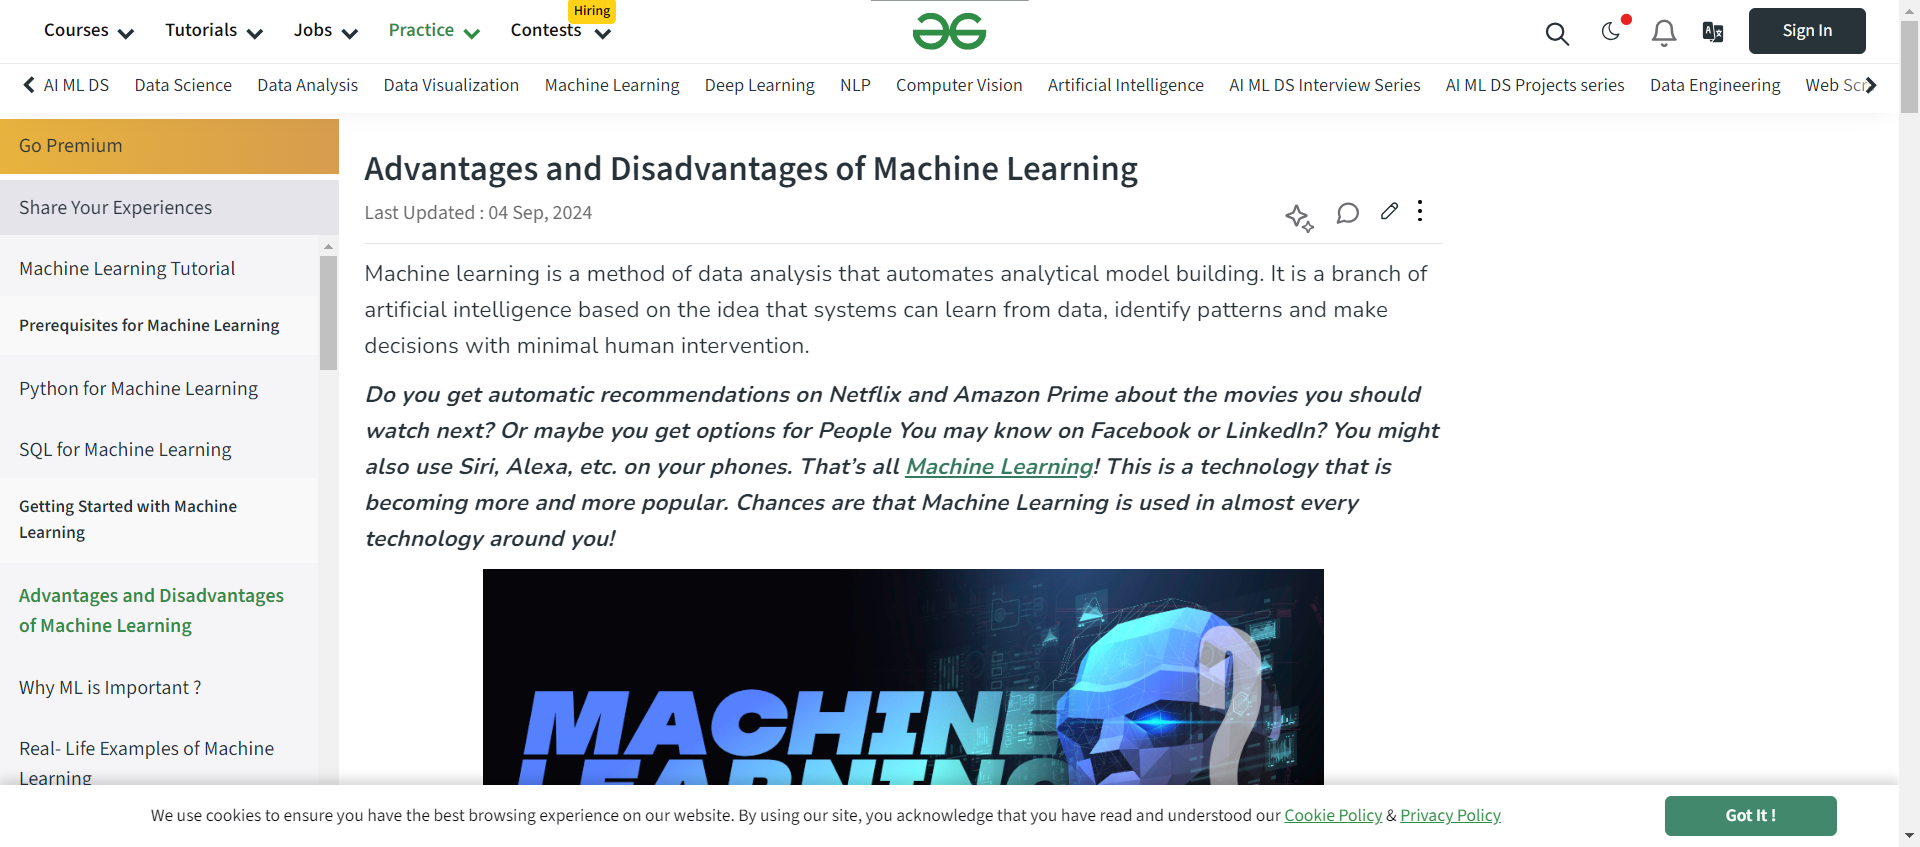 Courses
Tutorials
Jobs
Practice
Contests
Hiring
Sign In
AI ML DS
Data Science
Data Analysis
Data Visualization
Machine Learning
Deep Learning
NLP
Computer Vision
Artificial Intelligence
AI ML DS Interview Series
AI ML DS Projects series
Data Engineering
Web Scr
Go Premium
Share Your Experiences
Machine Learning Tutorial
Prerequisites for Machine Learning
Python for Machine Learning
SQL for Machine Learning
Getting Started with Machine
Learning
Advantages and Disadvantages
of Machine Learning
Why ML is Important ?
Real- Life Examples of Machine
Learning
Advantages and Disadvantages of Machine Learning
Last Updated : 04 Sep, 2024
Machine learning is a method of data analysis that automates analytical model building. It is a branch of
artificial intelligence based on the idea that systems can learn from data, identify patterns and make
decisions with minimal human intervention.
Do you get automatic recommendations on Netflix and Amazon Prime about the movies you should
watch next? Or maybe you get options for People You may know on Facebook or LinkedIn? You might
also use Siri, Alexa, etc. on your phones. That’s all Machine Learning! This is a technology that is
becoming more and more popular. Chances are that Machine Learning is used in almost every
technology around you!
MACHINE
LEARNING
We use cookies to ensure you have the best browsing experience on our website. By using our site, you acknowledge that you have read and understood our Cookie Policy & Privacy Policy
Got It !